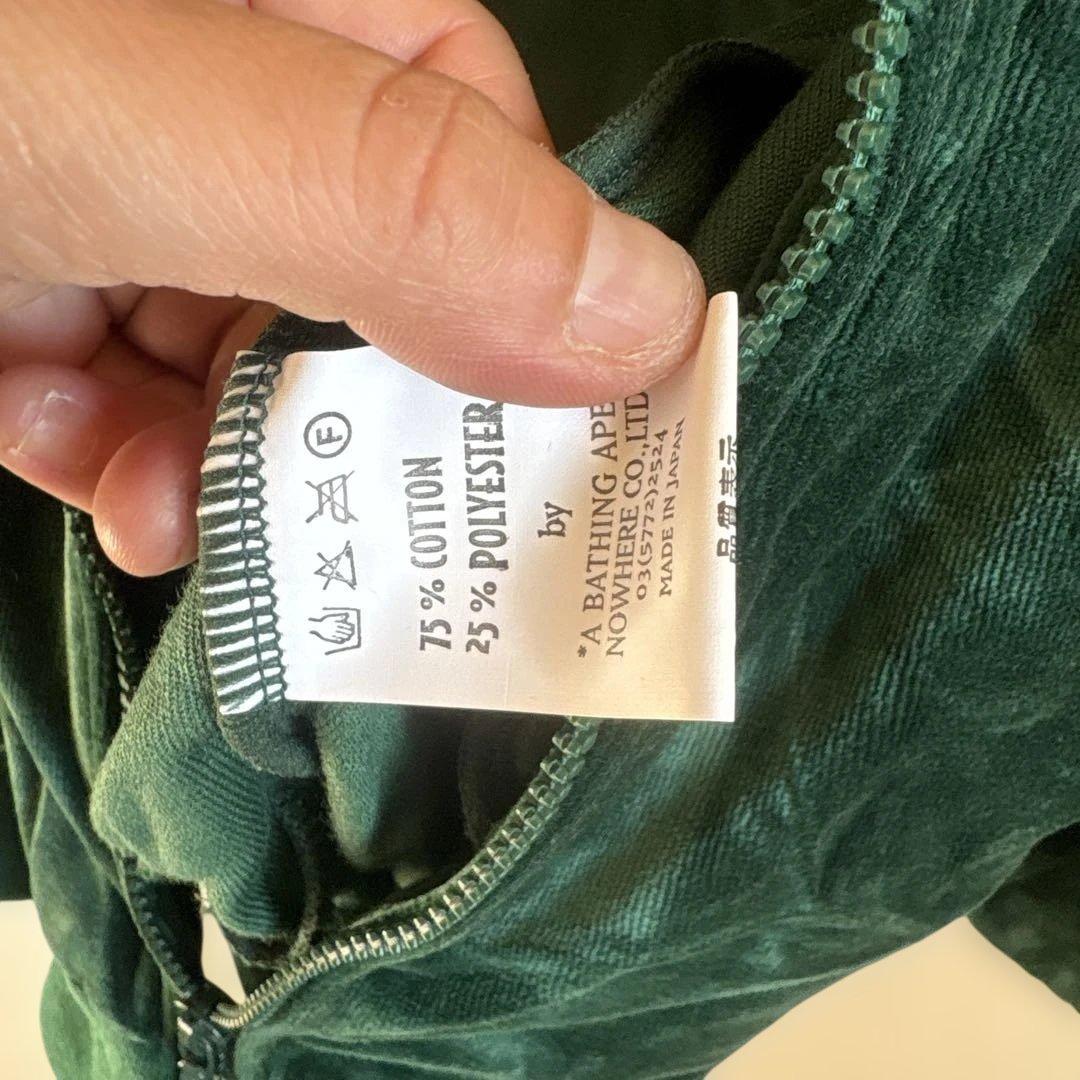 Ⓕ
75% COTTON
25% POLYESTER
by
*A BATHING APE
NOWHERE CO.,LTD
03(5772)2524
MADE IN JAPAN
品質表示